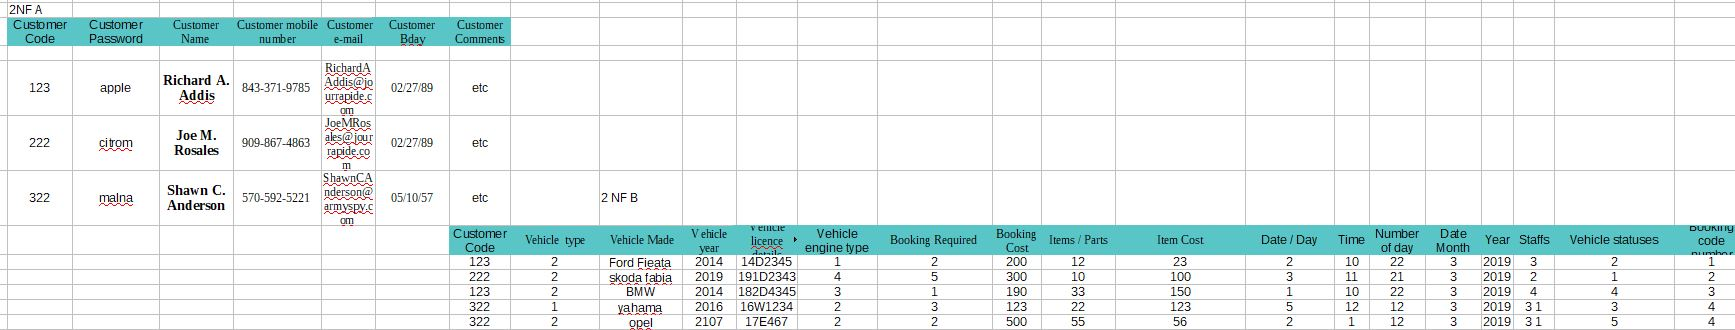 2NF A
Customer Code Customer Password Customer Name Customer mobile number Customer e-mail Customer Bday Customer Comments
123 apple Richard A. Addis 843-371-9785 RichardAAddis@jourrapide.com 02/27/89 etc
222 citrom Joe M. Rosales 909-867-4863 JoeMRosales@jourrapide.com 02/27/89 etc
322 malna Shawn C. Anderson 570-592-5221 ShawnCAnderson@armyspy.com 05/10/57 etc 2 NF B
Customer Code Vehicle type Vehicle Made Vehicle year Vehicle licence details Vehicle engine type Booking Required Booking Cost Items / Parts Item Cost Date / Day Time Number of day Date Month Year Staffs Vehicle statuses Booking code number
123 2 Ford Fieata 2014 14D2345 1 2 200 12 23 2 10 22 3 2019 3 2 1
222 2 skoda fabia 2019 191D2343 4 5 300 10 100 3 11 21 3 2019 2 1 2
123 2 BMW 2014 182D4345 3 1 190 33 150 1 10 22 3 2019 4 4 3
322 1 yahama 2016 16W1234 2 3 123 22 123 5 12 12 3 2019 3 1 3 4
322 2 opel 2107 17E467 2 2 500 55 56 2 1 12 3 2019 3 1 5 4